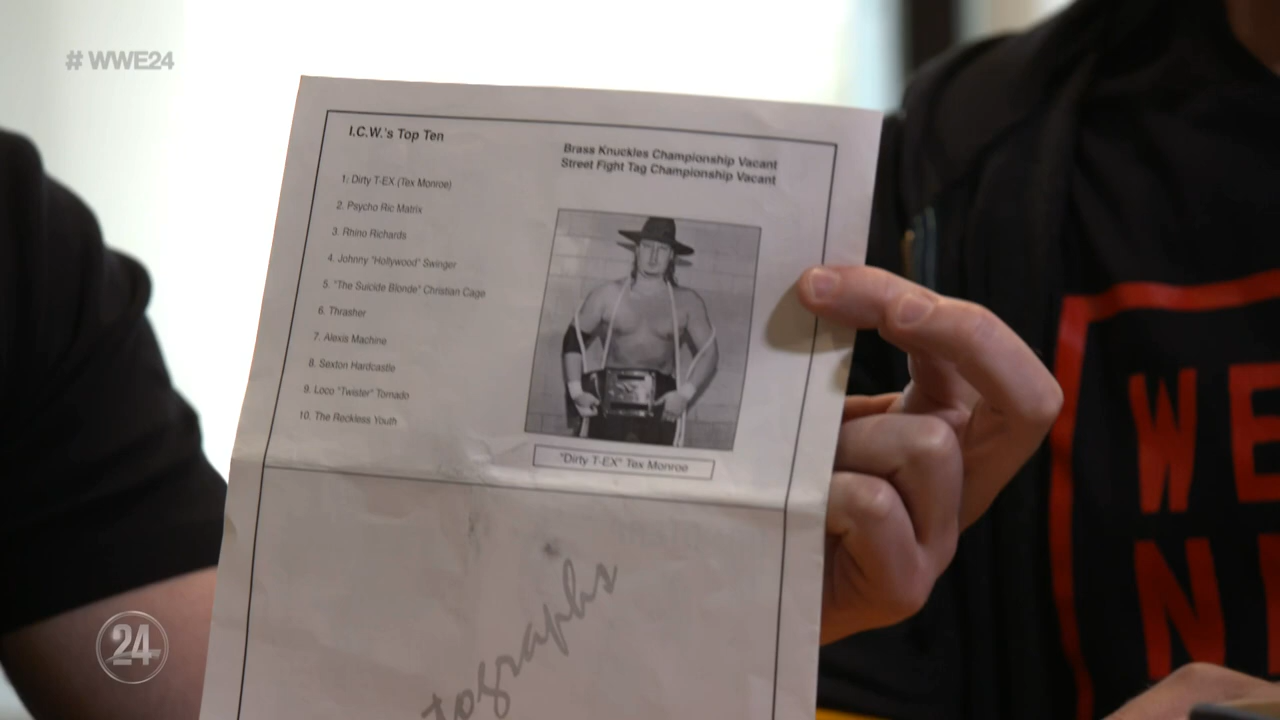 # WWE24
I.C.W.'s Top Ten
1: Dirty T-EX (Tex Monroe)
2. Psycho Ric Matrix
3. Rhino Richards
4. Johnny "Hollywood" Swinger
5. "The Suicide Blonde" Christian Cage
6. Thrasher
7. Alexis Machine
8. Sexton Hardcastle
9. Loco "Twister" Tornado
10. The Reckless Youth
Brass Knuckles Championship Vacant
Street Fight Tag Championship Vacant
"Dirty T-EX" Tex Monroe
tographs
24
WE
N